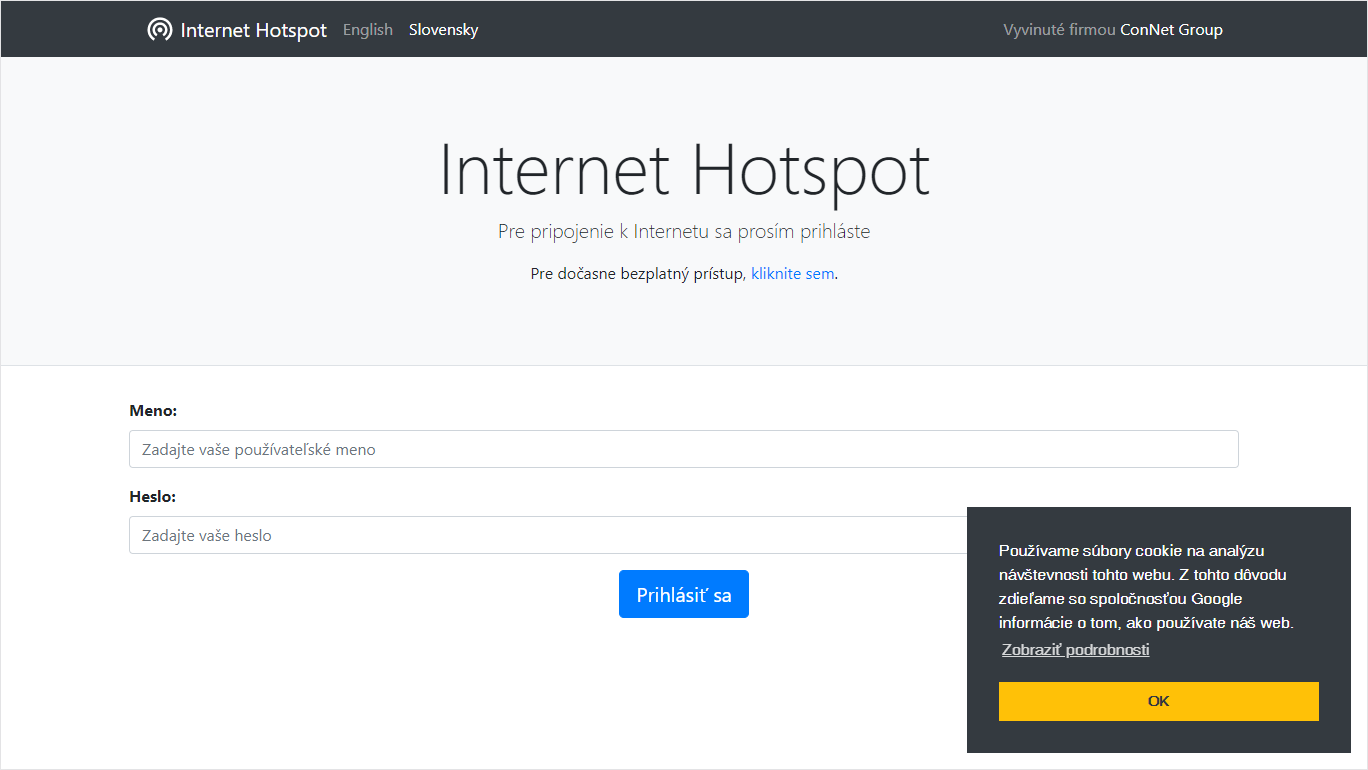 Internet Hotspot English Slovensky Vyvinuté firmou ConNet Group
Internet Hotspot
Pre pripojenie k Internetu sa prosím prihláste
Pre dočasne bezplatný prístup, kliknite sem.
Meno:
Zadajte vaše používateľské meno
Heslo:
Zadajte vaše heslo
Prihlásiť sa
Používame súbory cookie na analýzu
návštevnosti tohto webu. Z tohto dôvodu
zdieľame so spoločnosťou Google
informácie o tom, ako používate náš web.
Zobraziť podrobnosti
OK